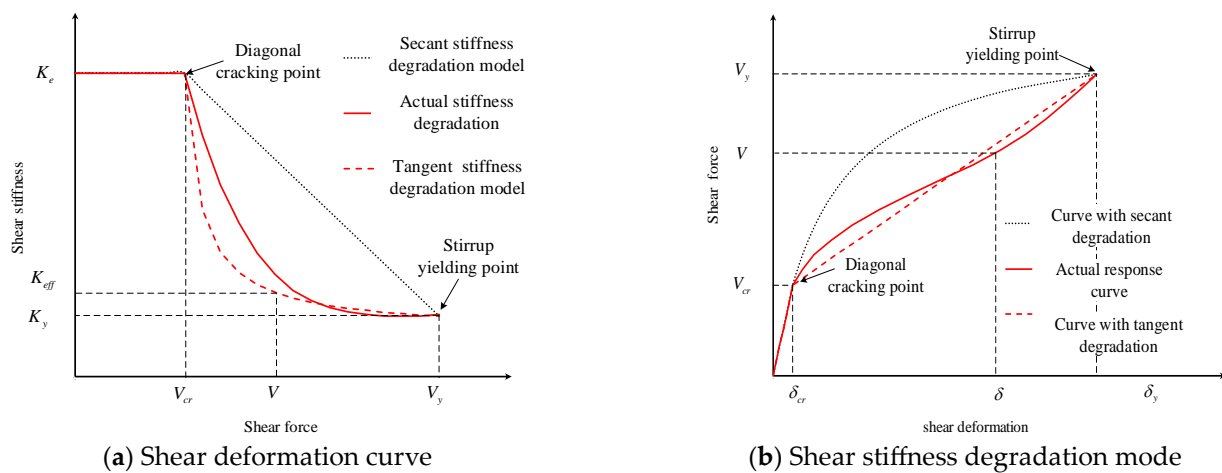 Shear stiffness
K_e
K_eff
K_y
Diagonal
cracking point
Secant stiffness
degradation model
Actual stiffness
degradation
Tangent stiffness
degradation model
Stirrup
yielding point
V_cr
V
V_y
Shear force
(a) Shear deformation curve
Shear force
V_y
V
V_cr
Stirrup
yielding point
Diagonal
cracking point
Curve with secant
degradation
Actual response
curve
Curve with tangent
degradation
δ_cr
δ
δ_y
shear deformation
(b) Shear stiffness degradation mode